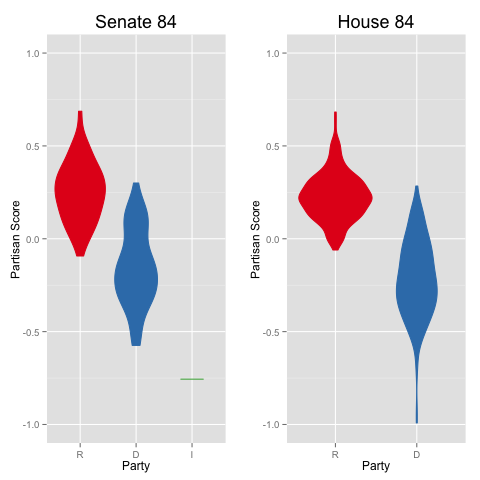 Senate 84
1.0
0.5
0.0
-0.5
-1.0
Partisan Score
R D I
Party
House 84
1.0
0.5
0.0
-0.5
-1.0
Partisan Score
R D
Party